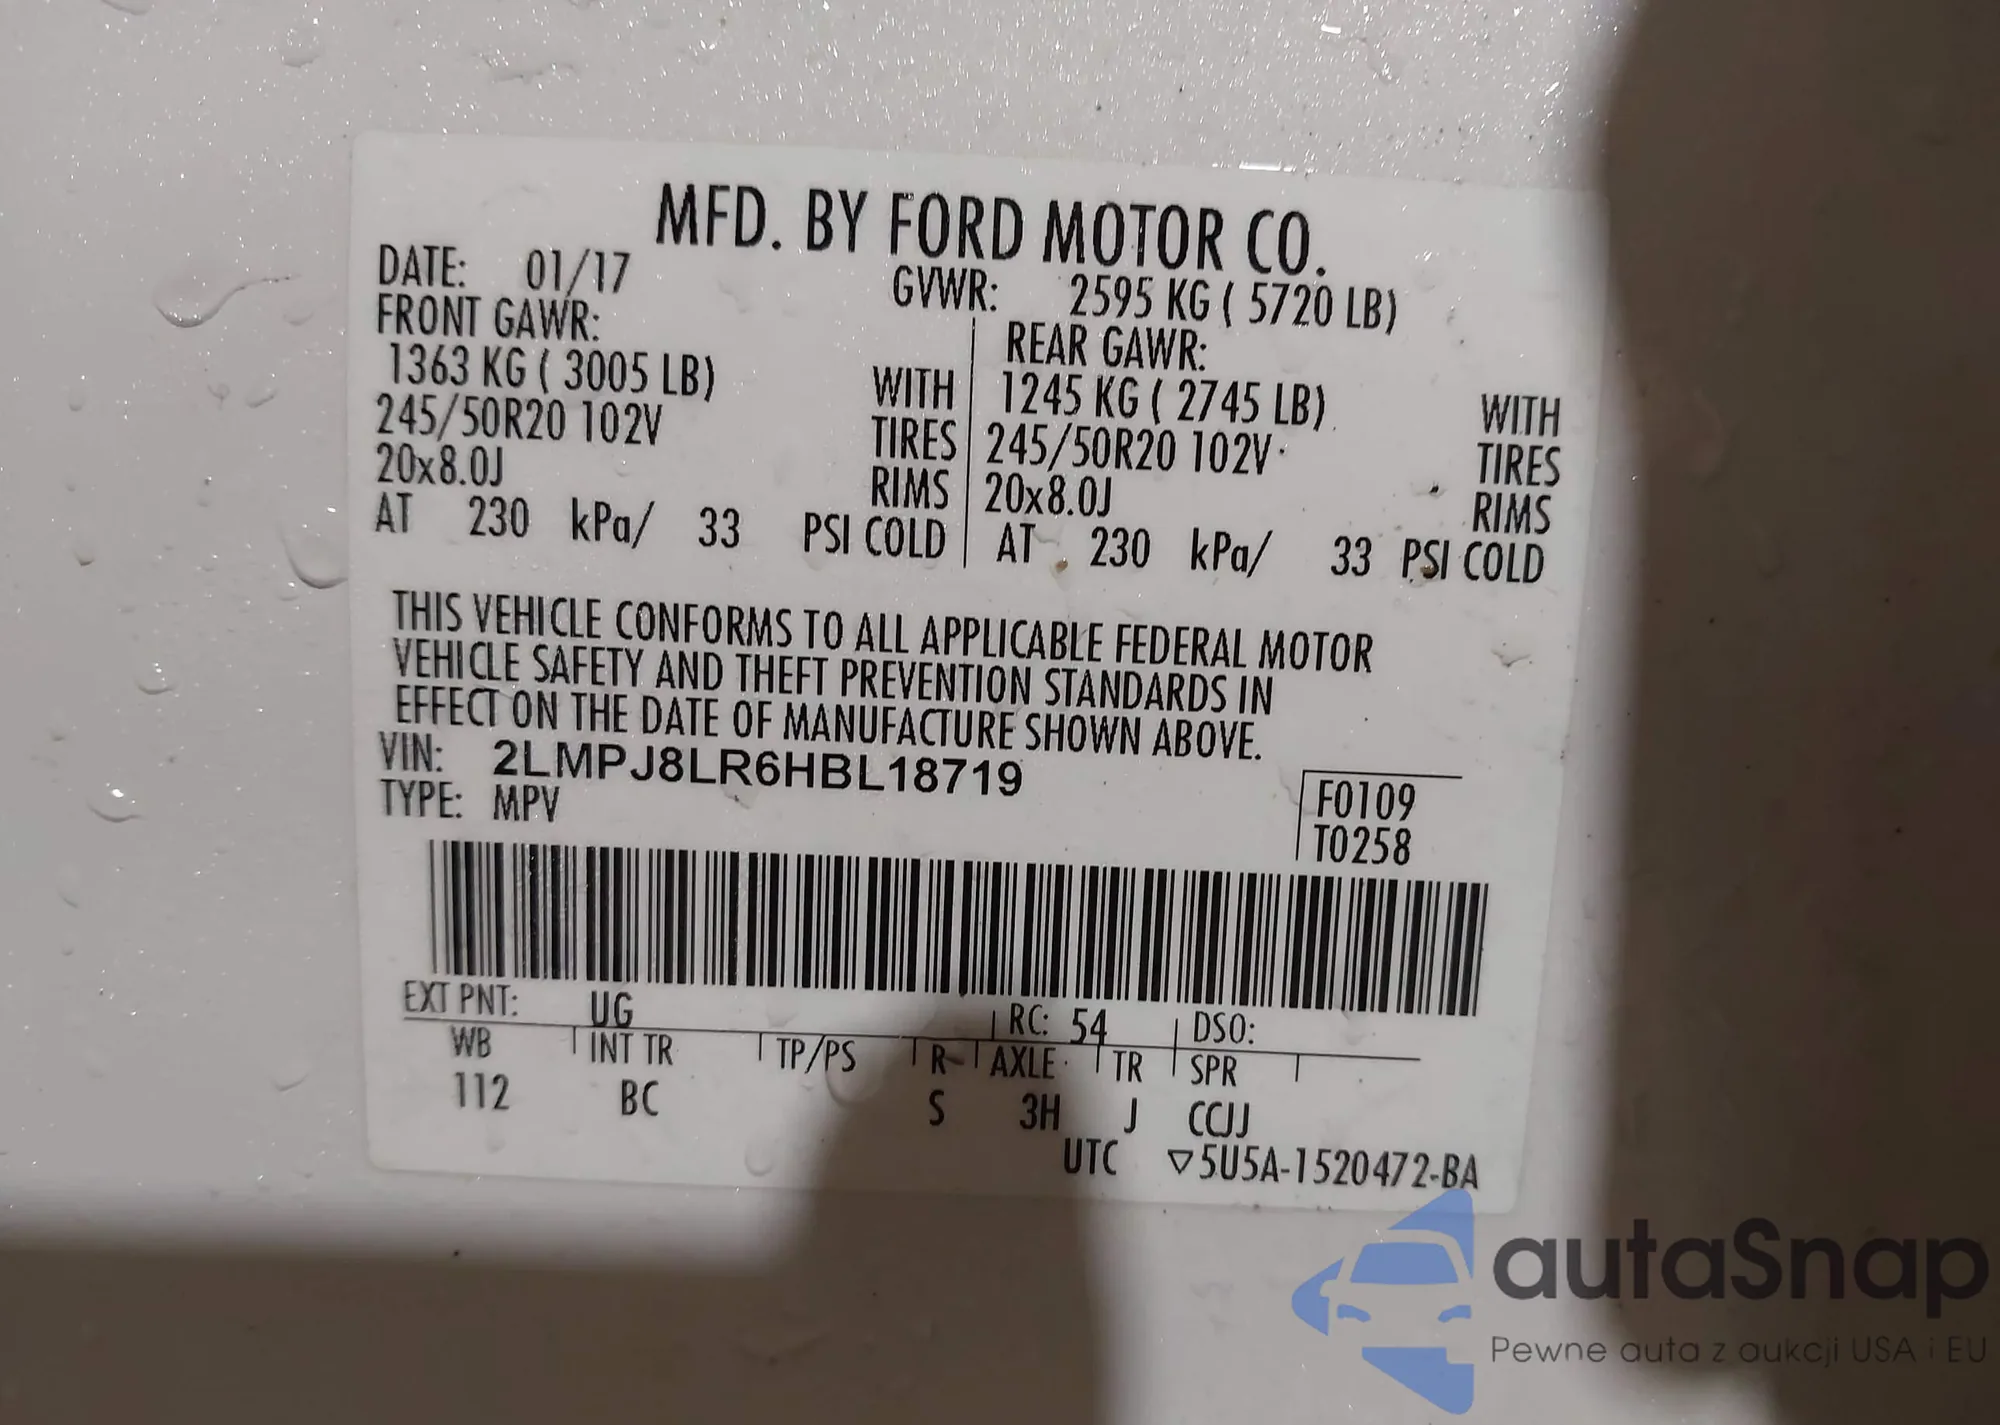 MFD. BY FORD MOTOR CO.
DATE: 01/17 GVWR: 2595 KG ( 5720 LB)
FRONT GAWR: REAR GAWR:
1363 KG ( 3005 LB) WITH 1245 KG ( 2745 LB) WITH
245/50R20 102V TIRES 245/50R20 102V TIRES
20x8.0J RIMS 20x8.0J RIMS
AT 230 kPa/ 33 PSI COLD AT 230 kPa/ 33 PSI COLD
THIS VEHICLE CONFORMS TO ALL APPLICABLE FEDERAL MOTOR
VEHICLE SAFETY AND THEFT PREVENTION STANDARDS IN
EFFECT ON THE DATE OF MANUFACTURE SHOWN ABOVE.
VIN: 2LMPJ8LR6HBL18719
TYPE: MPV
F0109
T0258
EXT PNT: UG RC: 54 DSO:
WB INT TR TP/PS R AXLE TR SPR
112 BC S 3H J CCJJ
UTC ▽5U5A-1520472-BA
autaSnap
Pewne auta z aukcji USA i EU